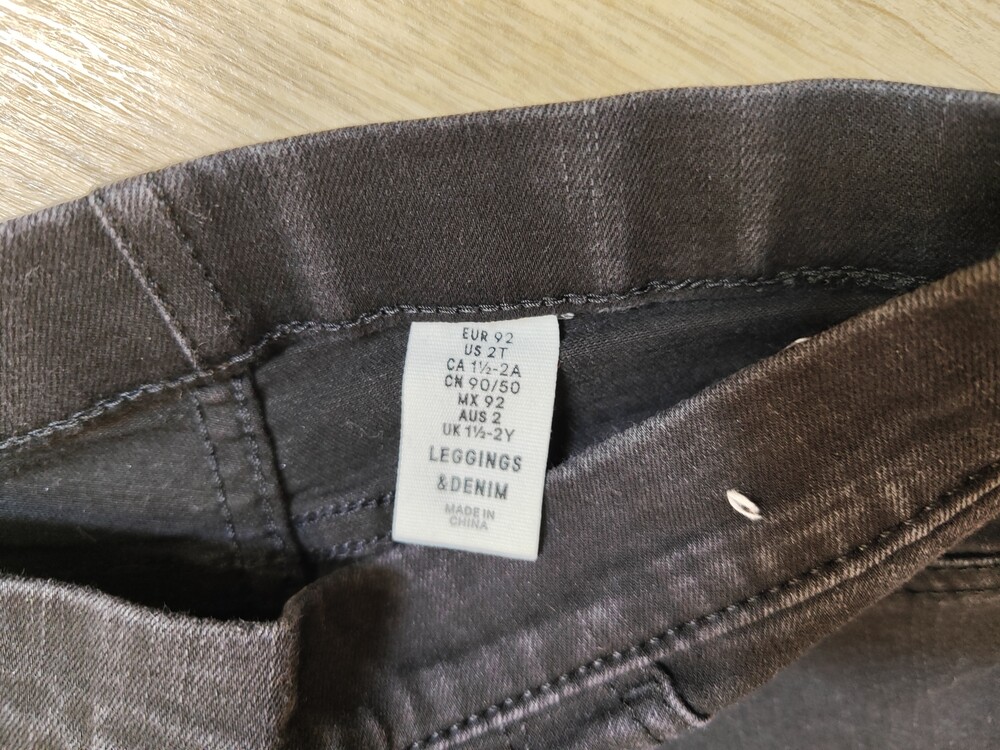 EUR 92
US 2T
CA 1½-2A
CN 90/50
MX 92
AUS 2
UK 1½-2Y
LEGGINGS
&DENIM
MADE IN
CHINA